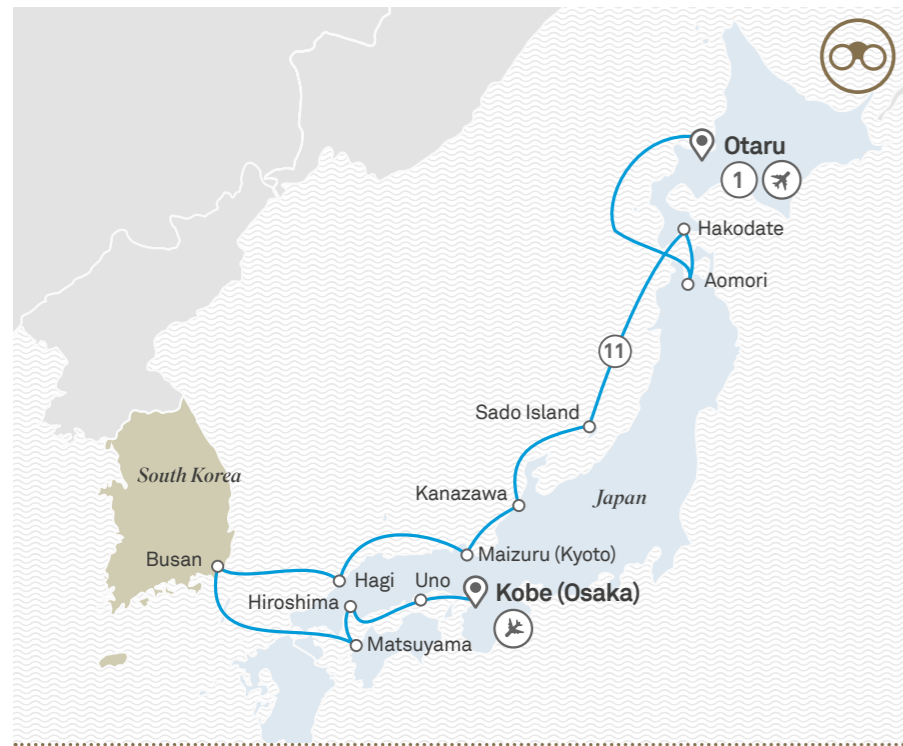 Otaru
1
Hakodate
Aomori
11
Sado Island
South Korea
Kanazawa
Japan
Busan
Maizuru (Kyoto)
Hagi
Uno
Kobe (Osaka)
Hiroshima
Matsuyama